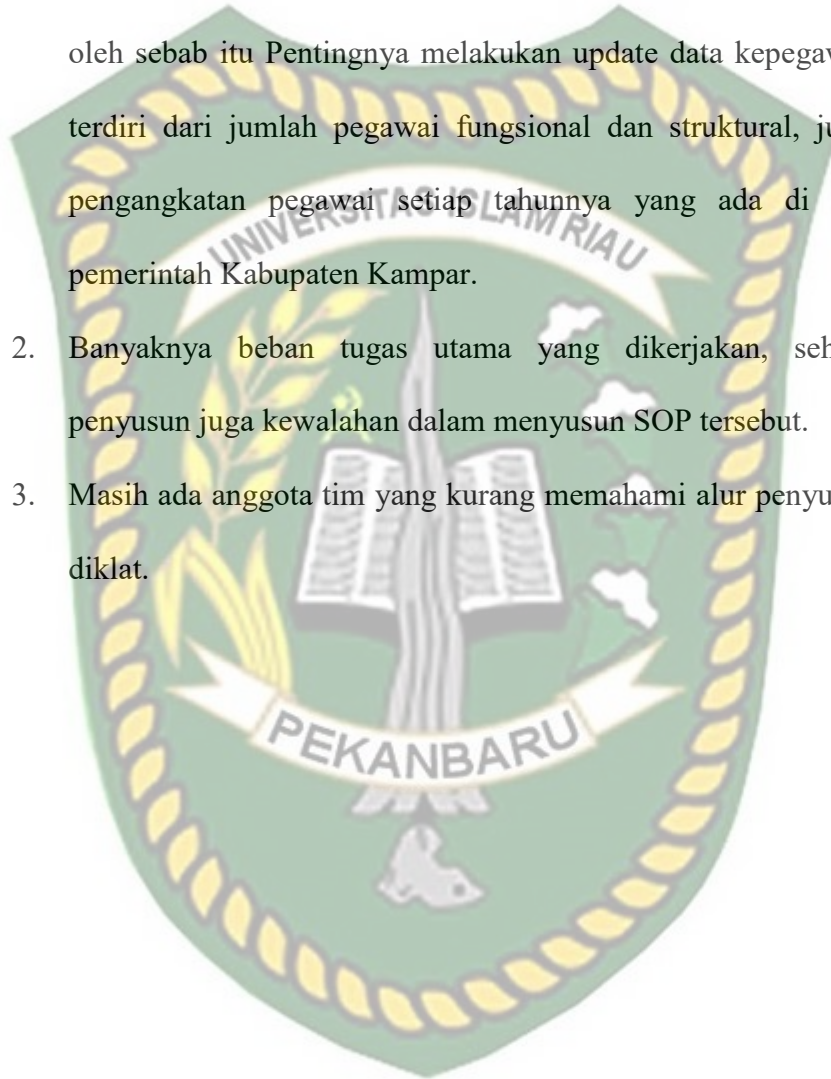 oleh sebab itu Pentingnya melakukan update data kepegaw
terdiri dari jumlah pegawai fungsional dan struktural, ju
pengangkatan pegawai setiap tahunnya yang ada di
pemerintah Kabupaten Kampar.
2. Banyaknya beban tugas utama yang dikerjakan, seh
penyusun juga kewalahan dalam menyusun SOP tersebut.
3. Masih ada anggota tim yang kurang memahami alur penyu
diklat.
UNIVERSITAS ISLAM RIAU
PEKANBARU